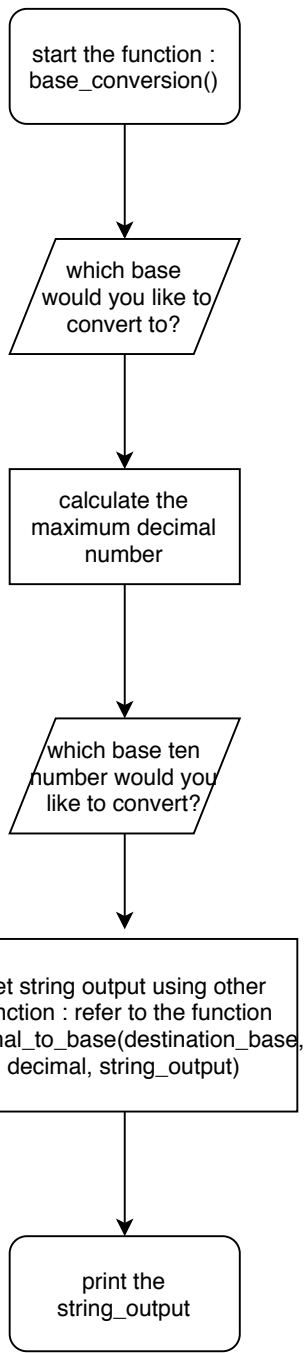 start the function :
base_conversion()
which base
would you like to
convert to?
calculate the
maximum decimal
number
which base ten
number would you
like to convert?
string output using other
: refer to the function
decimal, string_output)
print the
string_output